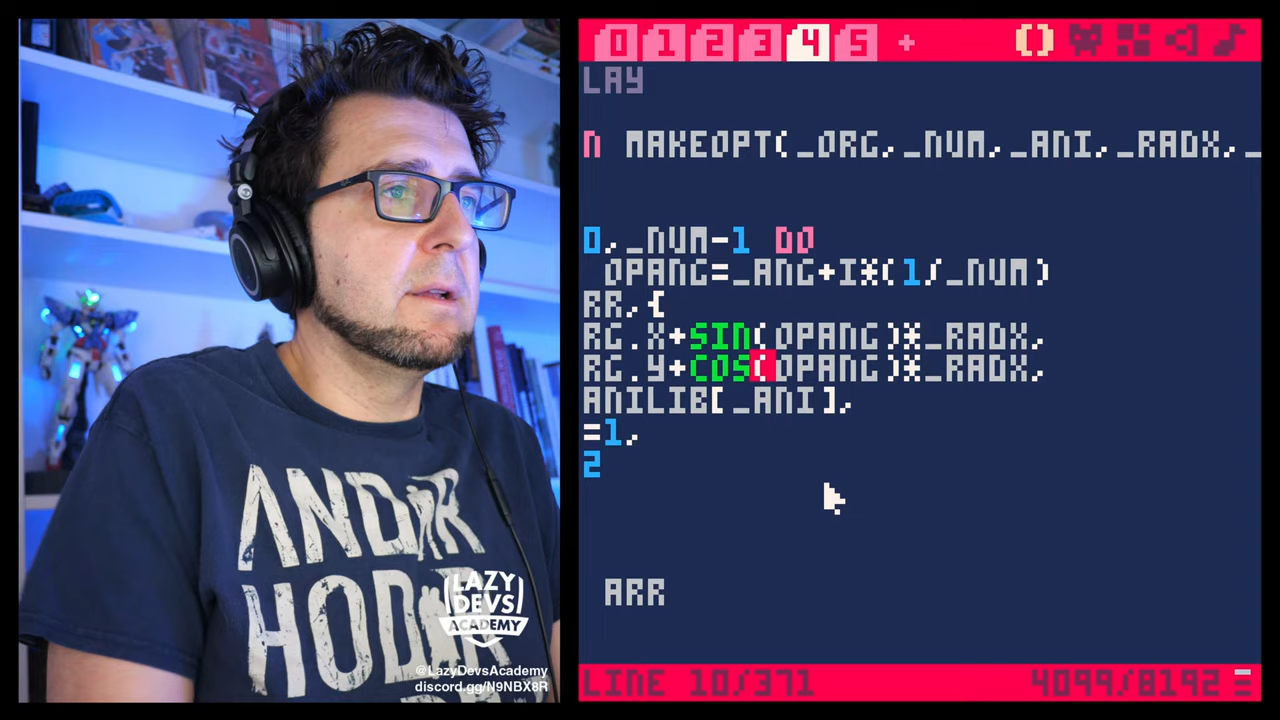 0 1 2 3 4 5 +
LAY
N MAKEOPT(_ORG,_NUM,_ANI,_RADX,_
0,_NUM-1 DO
OPANG=_ANG+I*(1/_NUM)
RR,{
RG.X+SIN(OPANG)*_RADX,
RG.Y+COS(OPANG)*_RADX,
ANILIB[_ANI],
=1,
2
ARR
LINE 10/371
4099/8192
ANDOR
LAZY
DEVS
ACADEMY
@LazyDevsAcademy
discord.gg/N9NBX8R